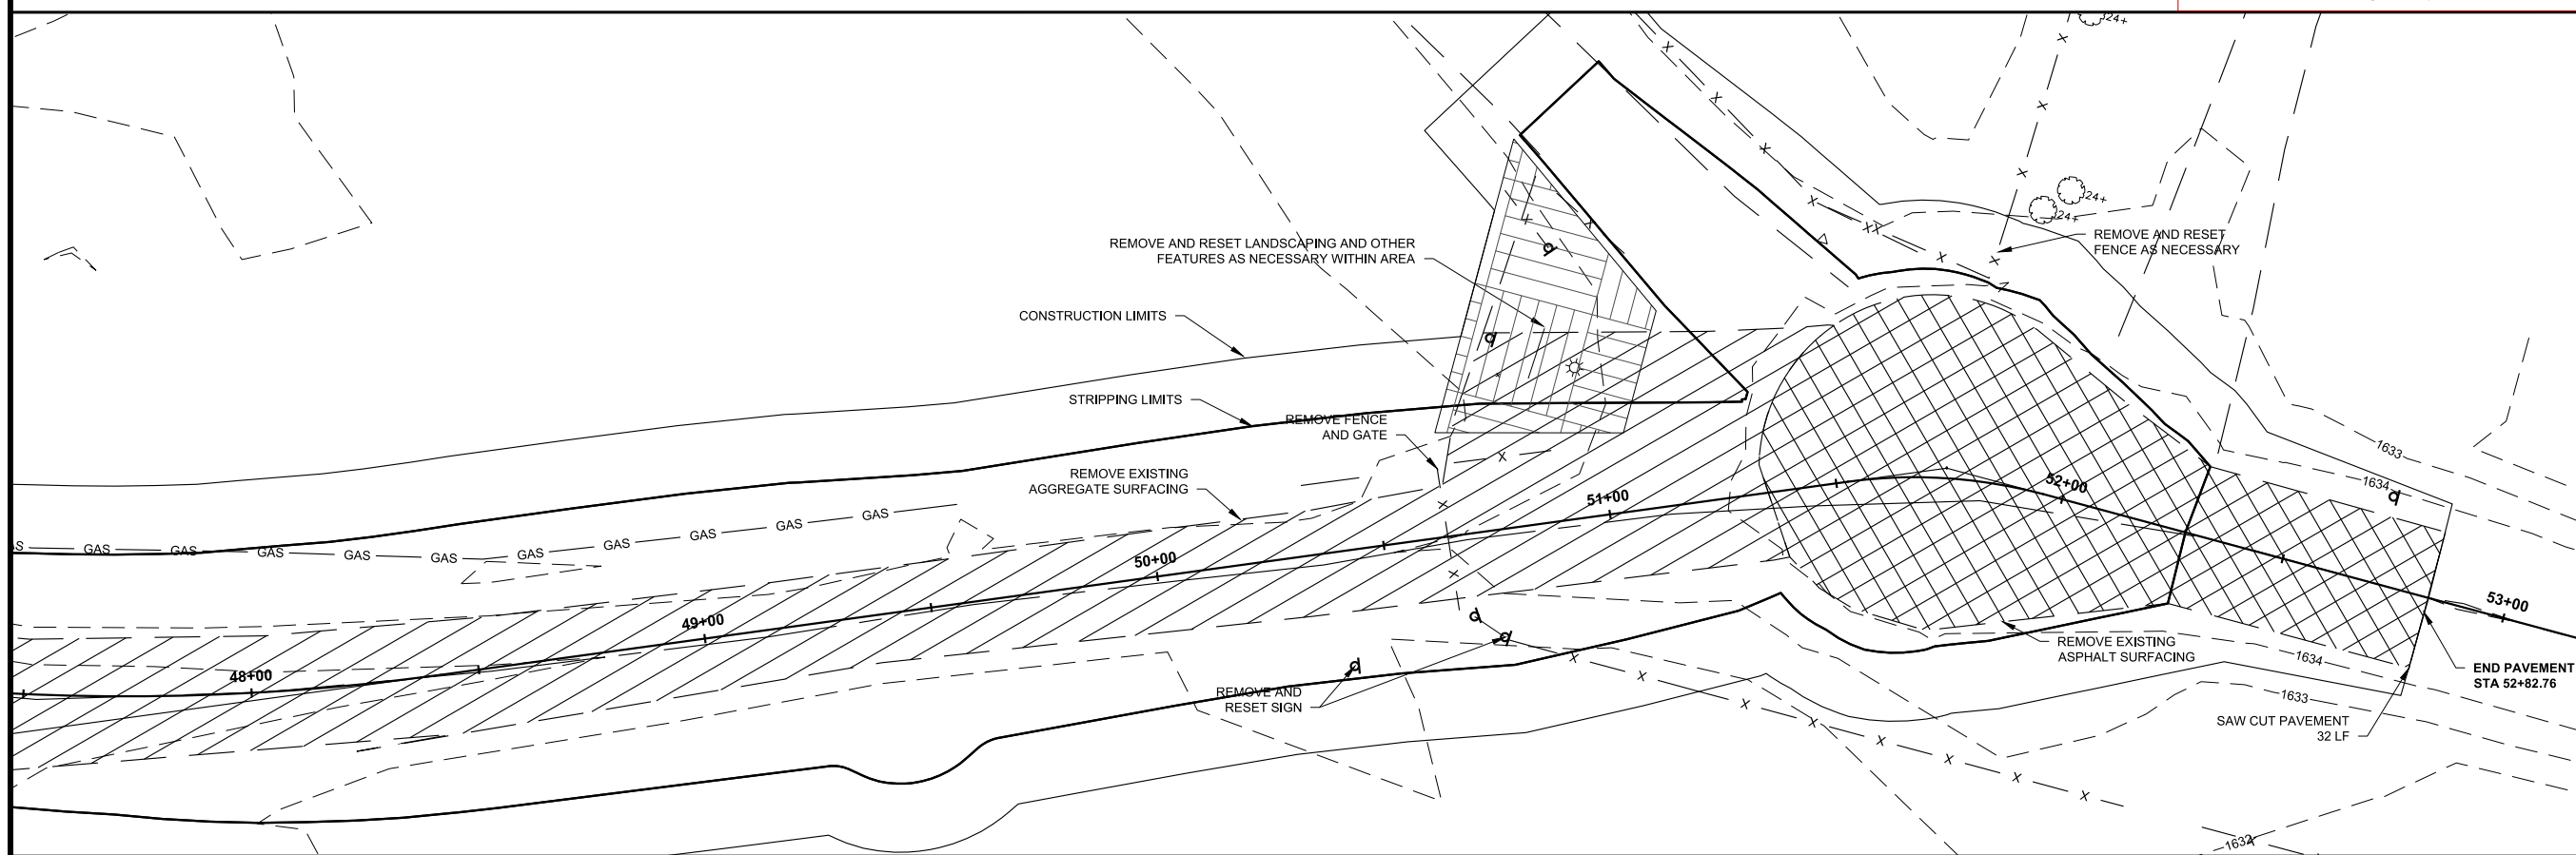 24+
24+
24+
REMOVE AND RESET
FENCE AS NECESSARY
REMOVE AND RESET LANDSCAPING AND OTHER
FEATURES AS NECESSARY WITHIN AREA
CONSTRUCTION LIMITS
STRIPPING LIMITS
REMOVE FENCE
AND GATE
REMOVE EXISTING
AGGREGATE SURFACING
1633
1634
52+00
51+00
GAS GAS GAS GAS GAS GAS GAS GAS GAS GAS
50+00
49+00
48+00
53+00
REMOVE EXISTING
ASPHALT SURFACING
1634
END PAVEMENT
STA 52+82.76
REMOVE AND
RESET SIGN
1633
SAW CUT PAVEMENT
32 LF
1632